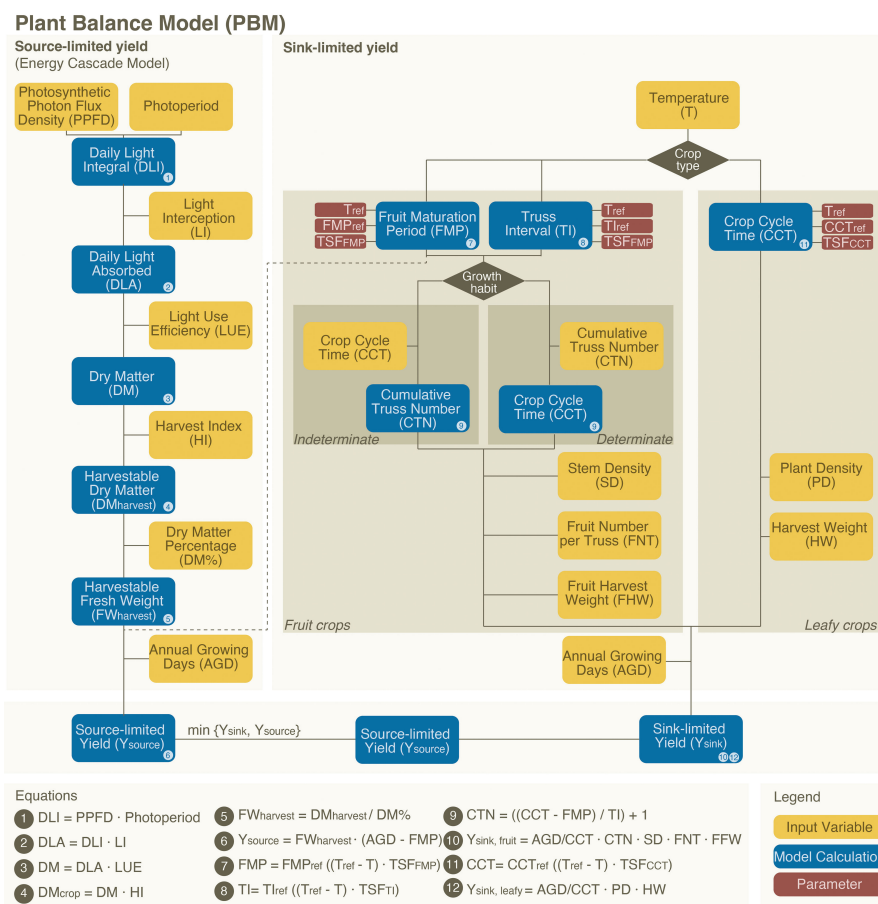 Plant Balance Model (PBM)
Source-limited yield
(Energy Cascade Model)
Photosynthetic
Photon Flux
Density (PPFD)
Photoperiod
Daily Light
Integral (DLI)
1
Light
Interception
(LI)
Daily Light
Absorbed
(DLA)
2
Light Use
Efficiency (LUE)
Dry Matter
(DM)
3
Harvest Index
(HI)
Harvestable
Dry Matter
(DMharvest)
4
Dry Matter
Percentage
(DM%)
Harvestable
Fresh Weight
(FWharvest)
5
Annual Growing
Days (AGD)
Sink-limited yield
Temperature
(T)
Crop
type
Tref
FMPref
TSFFMP
Fruit Maturation
Period (FMP)
7
Truss
Interval (TI)
8
Tref
TIref
TSFFMP
Crop Cycle
Time (CCT)
11
Tref
CCTref
TSFCCT
Growth
habit
Crop Cycle
Time (CCT)
Cumulative
Truss Number
(CTN)
9
Indeterminate
Cumulative
Truss Number
(CTN)
Crop Cycle
Time (CCT)
9
Determinate
Stem Density
(SD)
Fruit Number
per Truss (FNT)
Fruit Harvest
Weight (FHW)
Fruit crops
Plant Density
(PD)
Harvest Weight
(HW)
Leafy crops
Annual Growing
Days (AGD)
Source-limited
Yield (Ysource)
6
min {Ysink, Ysource}
Source-limited
Yield (Ysource)
Sink-limited
Yield (Ysink)
10 12
Equations
1 DLI = PPFD · Photoperiod
2 DLA = DLI · LI
3 DM = DLA · LUE
4 DMcrop = DM · HI
5 FWharvest = DMharvest / DM%
6 Ysource = FWharvest · (AGD - FMP)
7 FMP = FMPref ((Tref - T) · TSFFMP)
8 TI= TIref ((Tref - T) · TSFTI)
9 CTN = ((CCT - FMP) / TI) + 1
10 Ysink, fruit = AGD/CCT · CTN · SD · FNT · FFW
11 CCT= CCTref ((Tref - T) · TSFCCT)
12 Ysink, leafy = AGD/CCT · PD · HW
Legend
Input Variable
Model Calculatio
Parameter